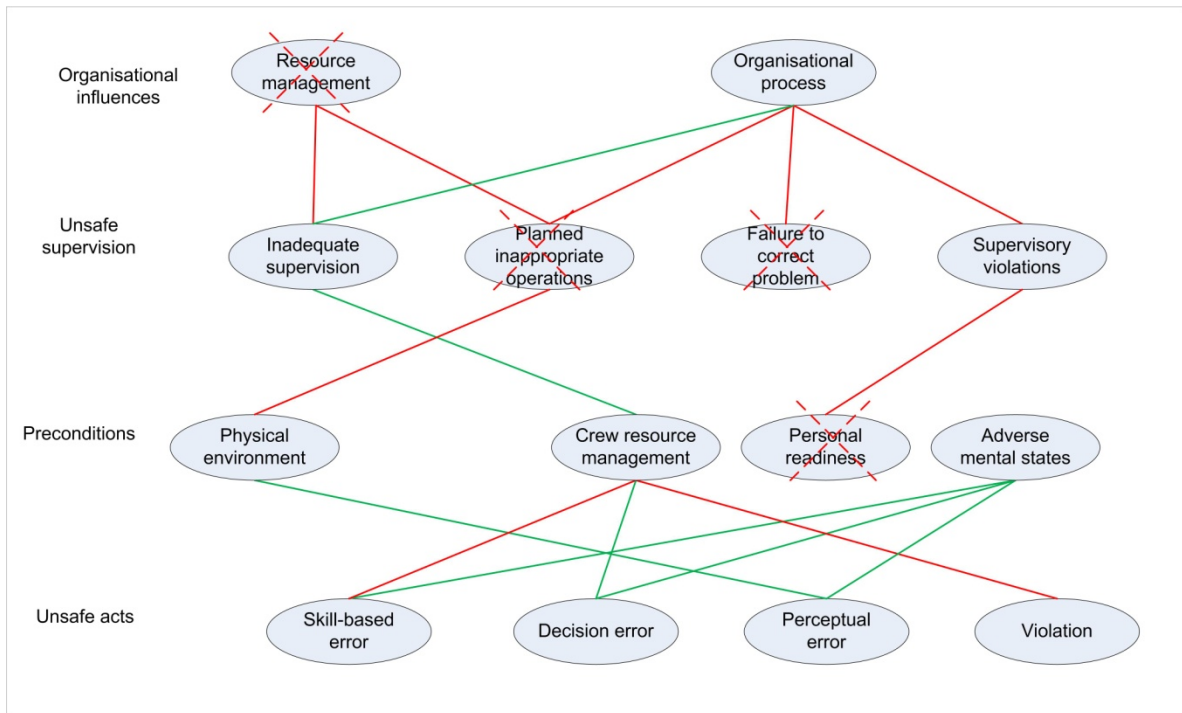 Organisational
influences
Resource
management
Organisational
process
Unsafe
supervision
Inadequate
supervision
Planned
inappropriate
operations
Failure to
correct
problem
Supervisory
violations
Preconditions
Physical
environment
Crew resource
management
Personal
readiness
Adverse
mental states
Unsafe acts
Skill-based
error
Decision error
Perceptual
error
Violation